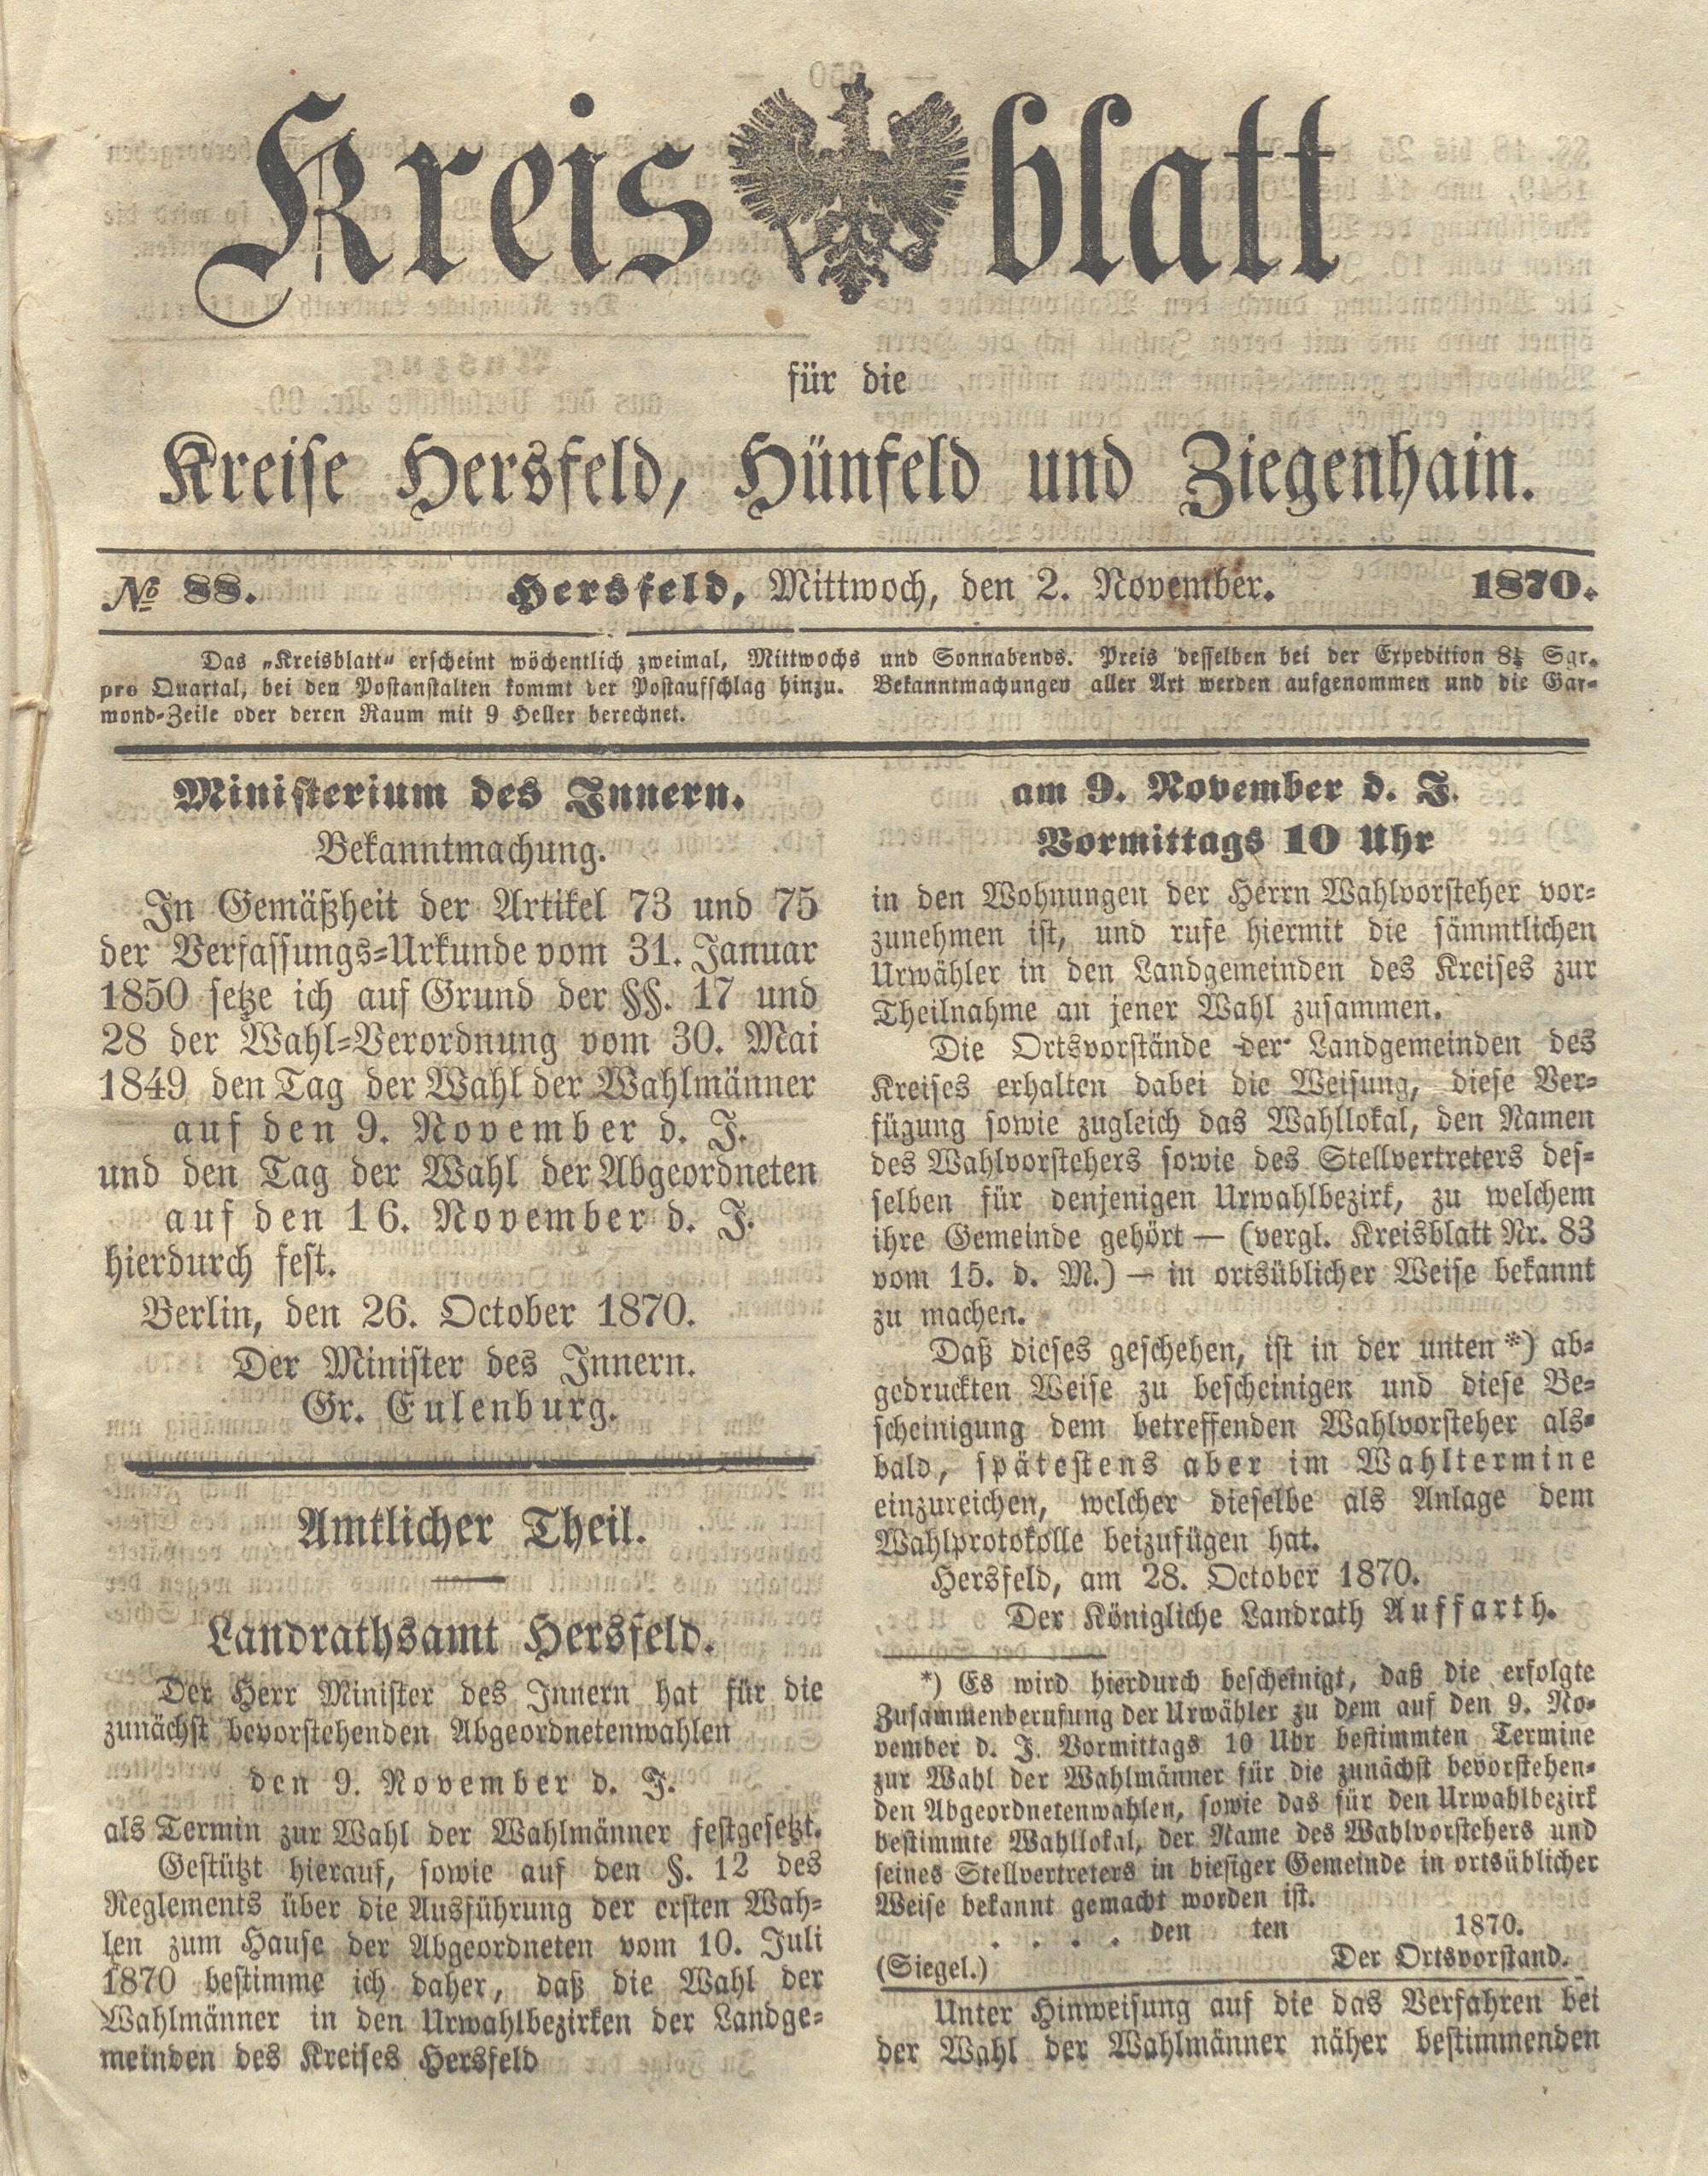 Kreisblatt
für die
Kreise Hersfeld, Hünfeld und Ziegenhain.
№ 88. Hersfeld, Mittwoch, den 2. November. 1870.
Das „Kreisblatt“ erscheint wöchentlich zweimal, Mittwochs und Sonnabends. Preis desselben bei der Expedition 8½ Sgr.
pro Quartal, bei den Postanstalten kommt der Postaufschlag hinzu. Bekanntmachungen aller Art werden aufgenommen und die Gar-
mond-Zeile oder deren Raum mit 9 Heller berechnet.
Ministerium des Innern.
Bekanntmachung.
In Gemäßheit der Artikel 73 und 75
der Verfassungs-Urkunde vom 31. Januar
1850 setze ich auf Grund der §§. 17 und
28 der Wahl-Verordnung vom 30. Mai
1849 den Tag der Wahl der Wahlmänner
auf den 9. November d. J.
und den Tag der Wahl der Abgeordneten
auf den 16. November d. J.
hierdurch fest.
Berlin, den 26. October 1870.
Der Minister des Innern.
Gr. Eulenburg.
Amtlicher Theil.
Landrathsamt Hersfeld.
Der Herr Minister des Innern hat für die
zunächst bevorstehenden Abgeordnetenwahlen
den 9. November d. J.
als Termin zur Wahl der Wahlmänner festgesetzt.
Gestützt hierauf, sowie auf den §. 12 des
Reglements über die Ausführung der ersten Wah-
len zum Hause der Abgeordneten vom 10. Juli
1870 bestimme ich daher, daß die Wahl der
Wahlmänner in den Urwahlbezirken der Landge-
meinden des Kreises Hersfeld
am 9. November d. J.
Vormittags 10 Uhr
in den Wohnungen der Herrn Wahlvorsteher vor-
zunehmen ist, und rufe hiermit die sämmtlichen
Urwähler in den Landgemeinden des Kreises zur
Theilnahme an jener Wahl zusammen.
Die Ortsvorstände der Landgemeinden des
Kreises erhalten dabei die Weisung, diese Ver-
fügung sowie zugleich das Wahllokal, den Namen
des Wahlvorstehers sowie des Stellvertreters des-
selben für denjenigen Urwahlbezirk, zu welchem
ihre Gemeinde gehört — (vergl. Kreisblatt Nr. 83
vom 15. d. M.) — in ortsüblicher Weise bekannt
zu machen.
Daß dieses geschehen, ist in der unten *) ab-
gedruckten Weise zu bescheinigen und diese Be-
scheinigung dem betreffenden Wahlvorsteher als-
bald, spätestens aber im Wahltermine
einzureichen, welcher dieselbe als Anlage dem
Wahlprotokolle beizufügen hat.
Hersfeld, am 28. October 1870.
Der Königliche Landrath Auffarth.
*) Es wird hierdurch bescheinigt, daß die erfolgte
Zusammenberufung der Urwähler zu dem auf den 9. No-
vember d. J. Vormittags 10 Uhr bestimmten Termine
zur Wahl der Wahlmänner für die zunächst bevorstehen-
den Abgeordnetenwahlen, sowie das für den Urwahlbezirk
bestimmte Wahllokal, der Name des Wahlvorstehers und
seines Stellvertreters in hiesiger Gemeinde in ortsüblicher
Weise bekannt gemacht worden ist.
. . . . den ten 1870.
(Siegel.) Der Ortsvorstand.
Unter Hinweisung auf die das Verfahren bei
der Wahl der Wahlmänner näher bestimmenden